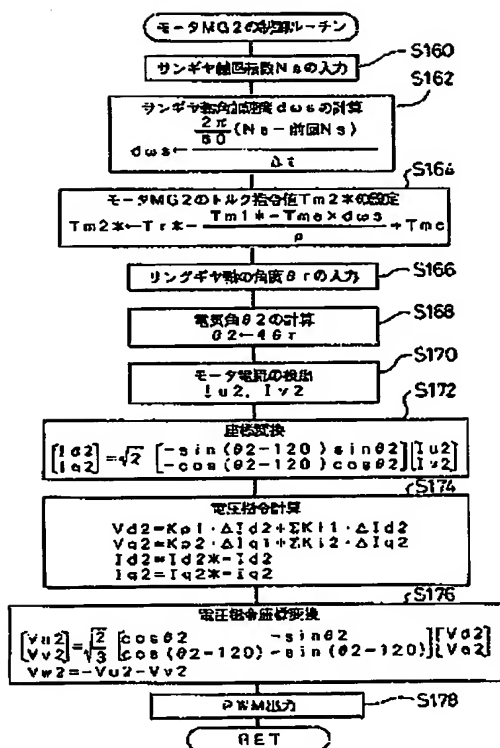 モータMG2の制御ルーチン
S160
サンギヤ軸回転数Nsの入力
S162
サンギヤ軸角加速度dωsの計算
dωs← 2π/60 (Ns－前回Ns) / Δt
S164
モータMG2のトルク指令値Tm2*の設定
Tm2*←Tr*－ Tm1*－Tme×dωs / ρ ＋Tmc
リングギヤ軸の角度θrの入力 S166
S168
電気角θ2の計算
θ2←4θr
S170
モータ電流の検出
Iu2, Iv2
S172
座標変換
[Id2 Iq2]=√2 [-sin(θ2-120) sinθ2
-cos(θ2-120) cosθ2][Iu2 Iv2]
S174
電圧指令計算
Vd2=Kp1・ΔId2+ΣKi1・ΔId2
Vq2=Kp2・ΔIq1+ΣKi2・ΔIq2
Id2=Id2*-Id2
Iq2=Iq2*-Iq2
S176
電圧指令座標変換
[Vu2 Vv2]=√2/√3 [cosθ2 -sinθ2
cos(θ2-120) -sin(θ2-120)][Vd2 Vq2]
Vw2=-Vu2-Vv2
PWM出力 S178
RET